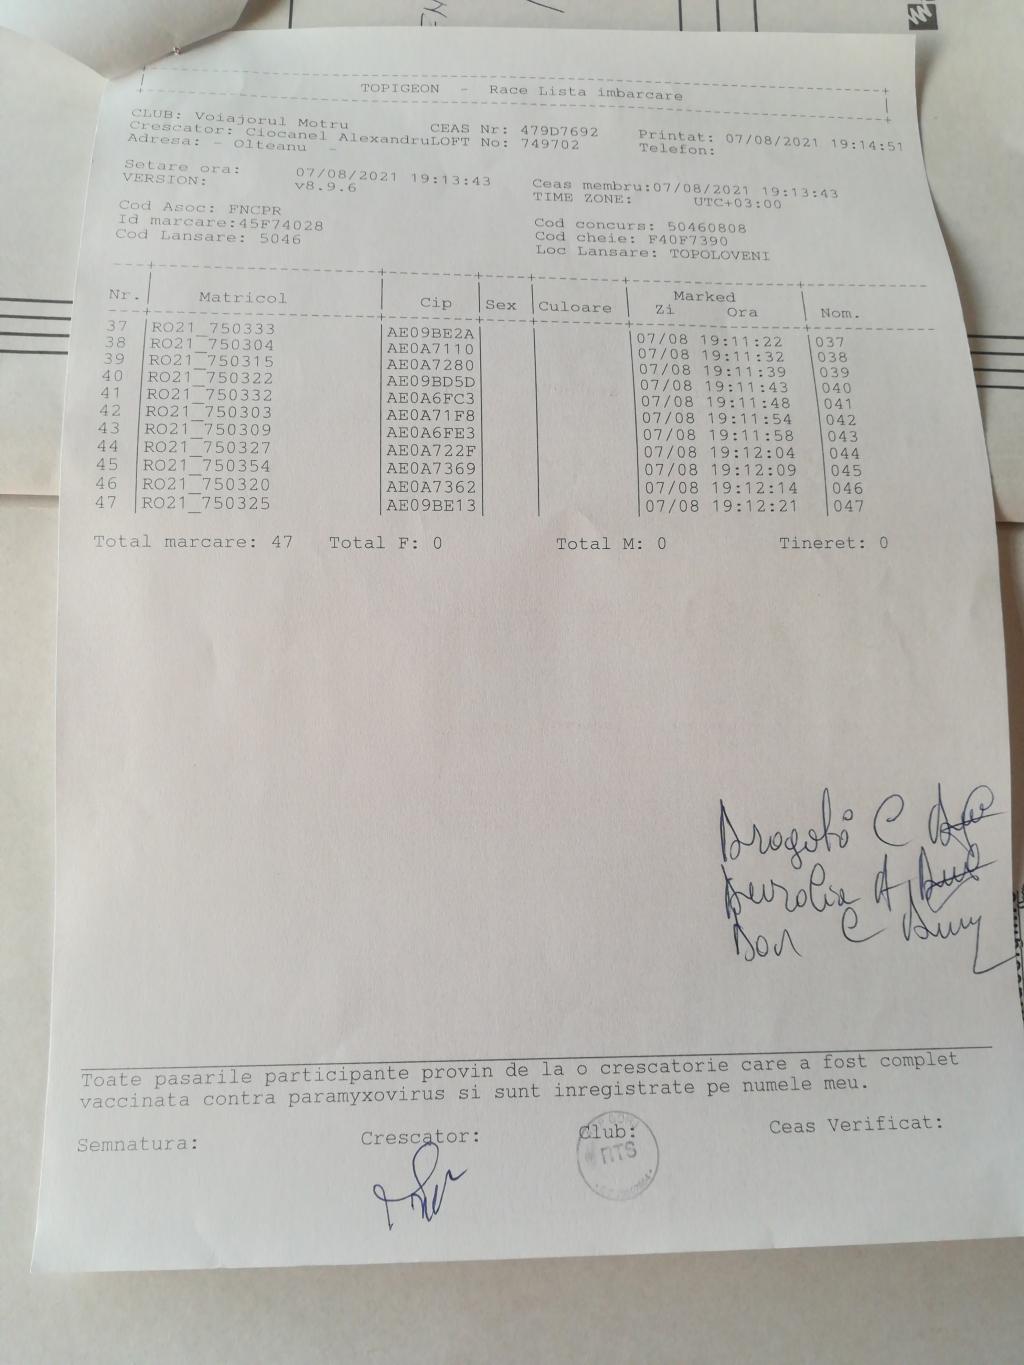 TOPIGEON - Race Lista imbarcare
CLUB: Voiajorul Motru CEAS Nr: 479D7692 Printat: 07/08/2021 19:14:51
Crescator: Ciocanel AlexandruLOFT No: 749702 Telefon:
Adresa: - Olteanu -
Setare ora: 07/08/2021 19:13:43 Ceas membru:07/08/2021 19:13:43
VERSION: v8.9.6 TIME ZONE: UTC+03:00
Cod Asoc: FNCPR Cod concurs: 50460808
Id marcare:45F74028 Cod cheie: F40F7390
Cod Lansare: 5046 Loc Lansare: TOPOLOVENI
Nr. Matricol Cip Sex Culoare Marked Zi Ora Nom.
37 RO21_750333 AE09BE2A 07/08 19:11:22 037
38 RO21_750304 AE0A7110 07/08 19:11:32 038
39 RO21_750315 AE0A7280 07/08 19:11:39 039
40 RO21_750322 AE09BD5D 07/08 19:11:43 040
41 RO21_750332 AE0A6FC3 07/08 19:11:48 041
42 RO21_750303 AE0A71F8 07/08 19:11:54 042
43 RO21_750309 AE0A6FE3 07/08 19:11:58 043
44 RO21_750327 AE0A722F 07/08 19:12:04 044
45 RO21_750354 AE0A7369 07/08 19:12:09 045
46 RO21_750320 AE0A7362 07/08 19:12:14 046
47 RO21_750325 AE09BE13 07/08 19:12:21 047
Total marcare: 47 Total F: 0 Total M: 0 Tineret: 0
Toate pasarile participante provin de la o crescatorie care a fost complet
vaccinata contra paramyxovirus si sunt inregistrate pe numele meu.
Semnatura: Crescator: Club: Ceas Verificat: